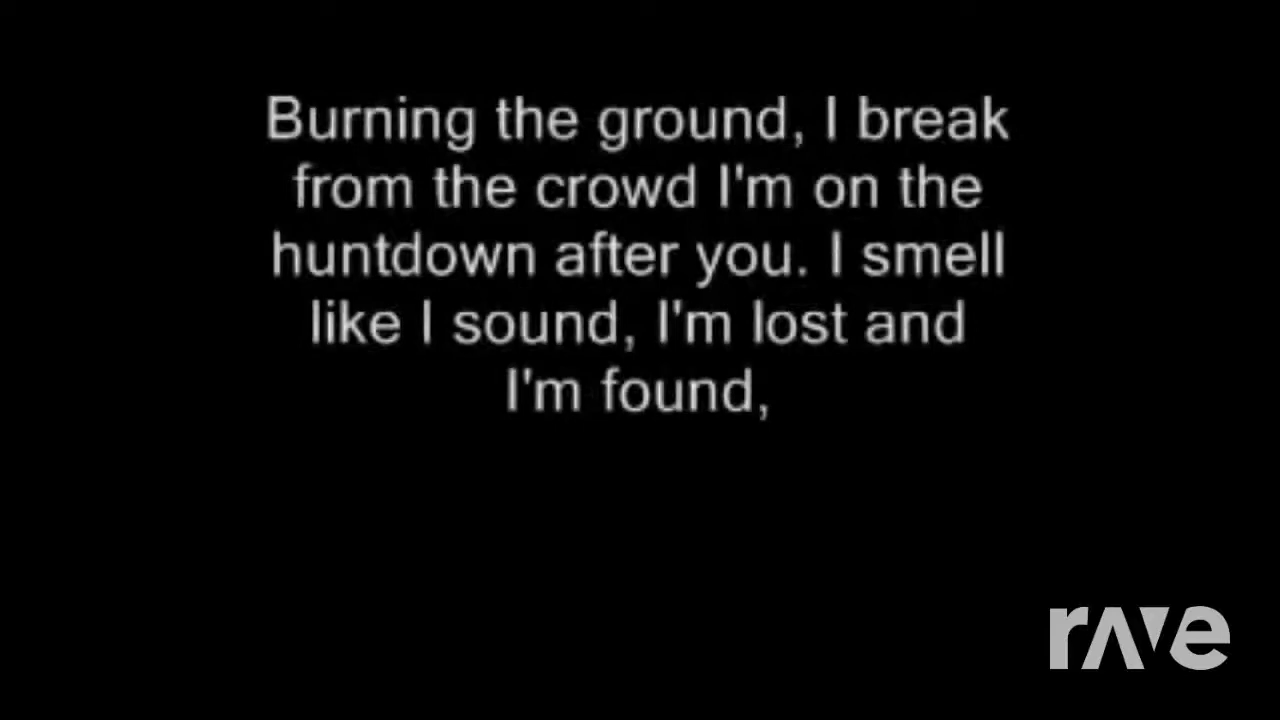 Burning the ground, I break
from the crowd I'm on the
huntdown after you. I smell
like I sound, I'm lost and
I'm found,
rave